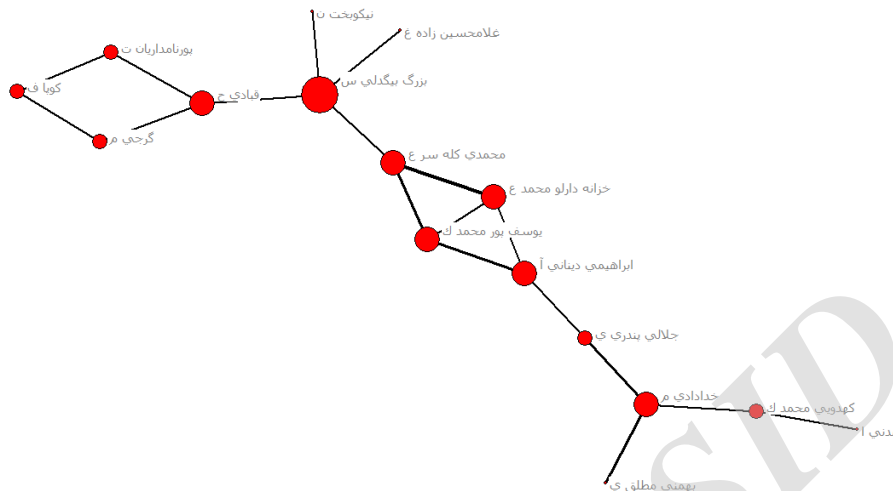 نيكوبخت ن
غلامحسين زاده ع
پورنامداريان ت
بزرگ بيگدلي س
كوپا ف
قبادي ح
گرجي م
محمدي كله سر ع
خزانه دارلو محمد ع
يوسف پور محمد ك
ابراهيمي ديناني آ
جلالي پندري ي
خدادادي م
كهدويي محمد ك
بهمني مطلق ي
SID